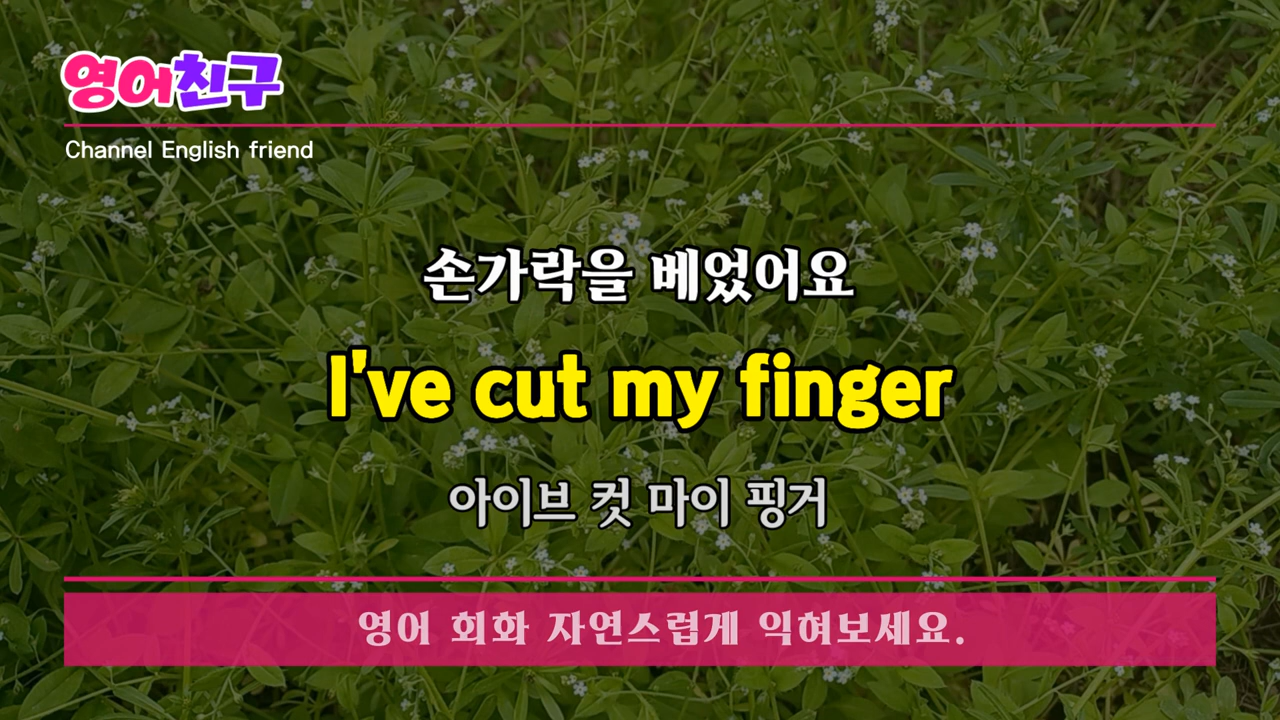 영어친구
Channel English friend
손가락을 베었어요
I've cut my finger
아이브 컷 마이 핑거
영어 회화 자연스럽게 익혀보세요.